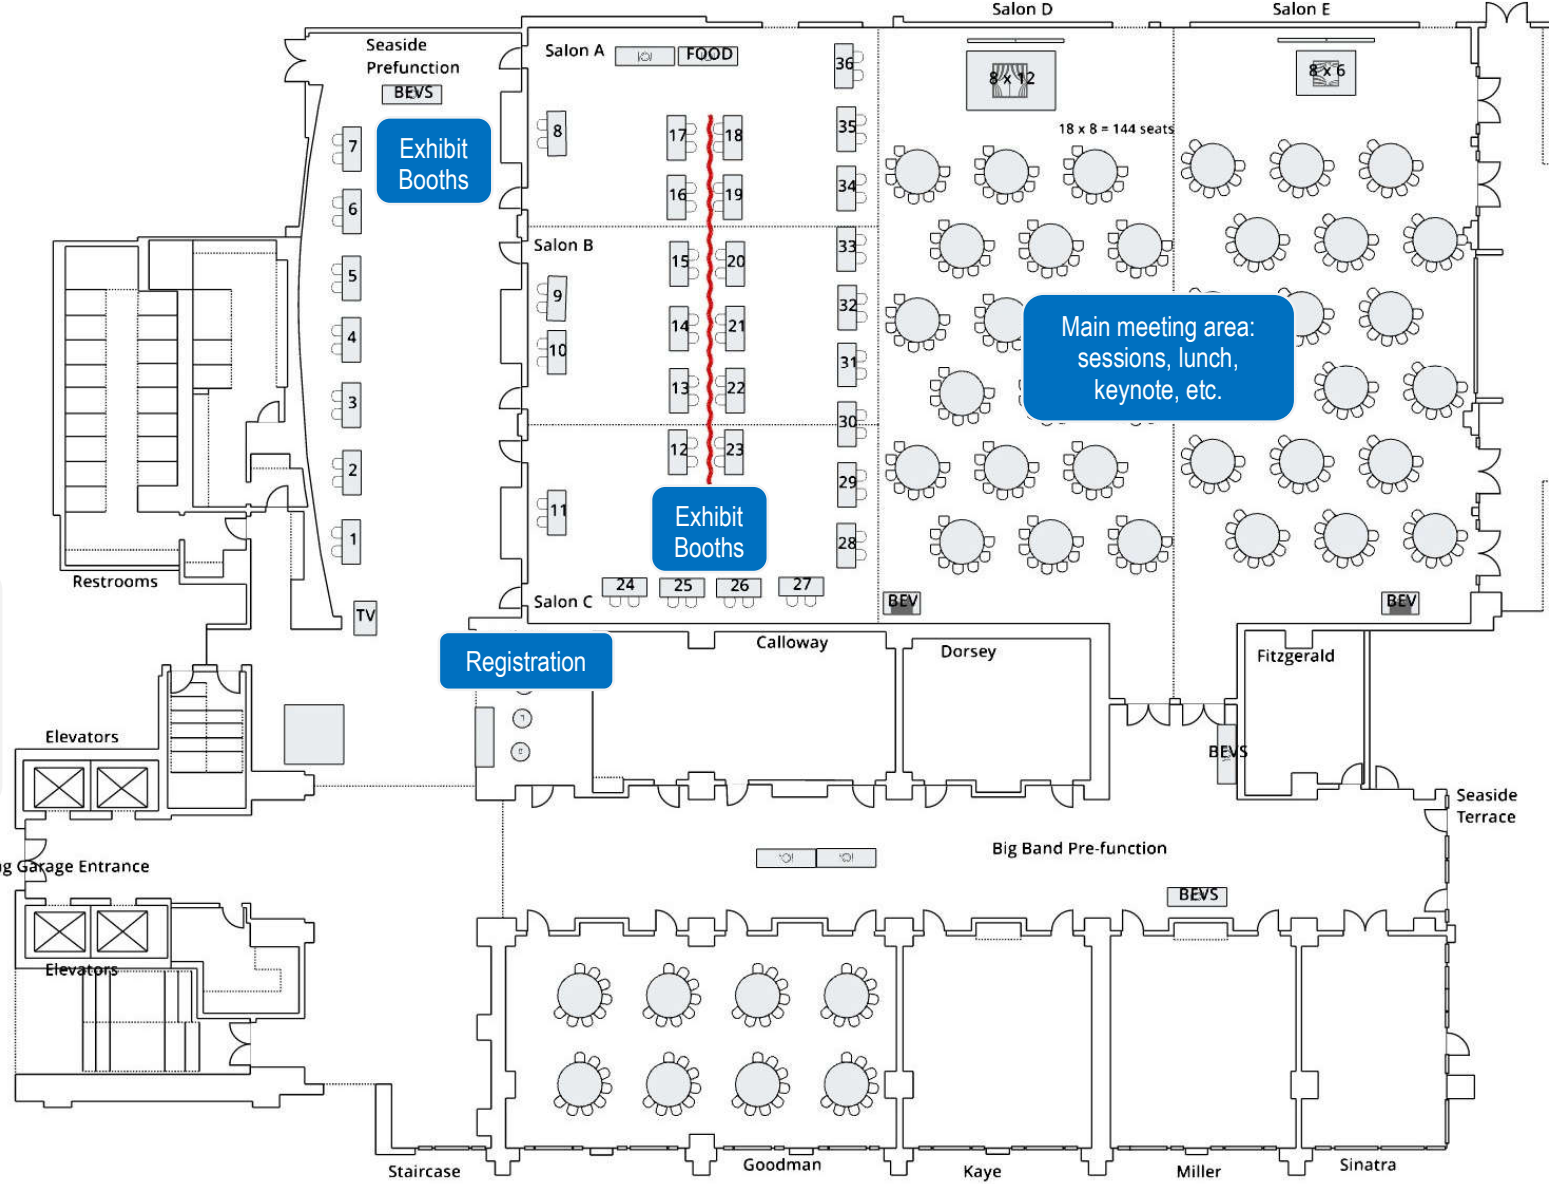 Salon D
Salon E
Seaside
Prefunction
Salon A
FOOD
BEVS
Exhibit
Booths
8 x 12
8 x 6
18 x 8 = 144 seats
36
35
34
33
32
31
30
29
28
8
17
18
16
19
Salon B
15
20
9
14
21
10
13
22
12
23
11
7
6
5
4
3
2
1
TV
Main meeting area:
sessions, lunch,
keynote, etc.
Exhibit
Booths
Salon C
24
25
26
27
BEV
BEV
Restrooms
Registration
Calloway
Dorsey
Fitzgerald
Elevators
BEVS
Seaside
Terrace
Garage Entrance
Big Band Pre-function
BEVS
Elevators
Staircase
Goodman
Kaye
Miller
Sinatra